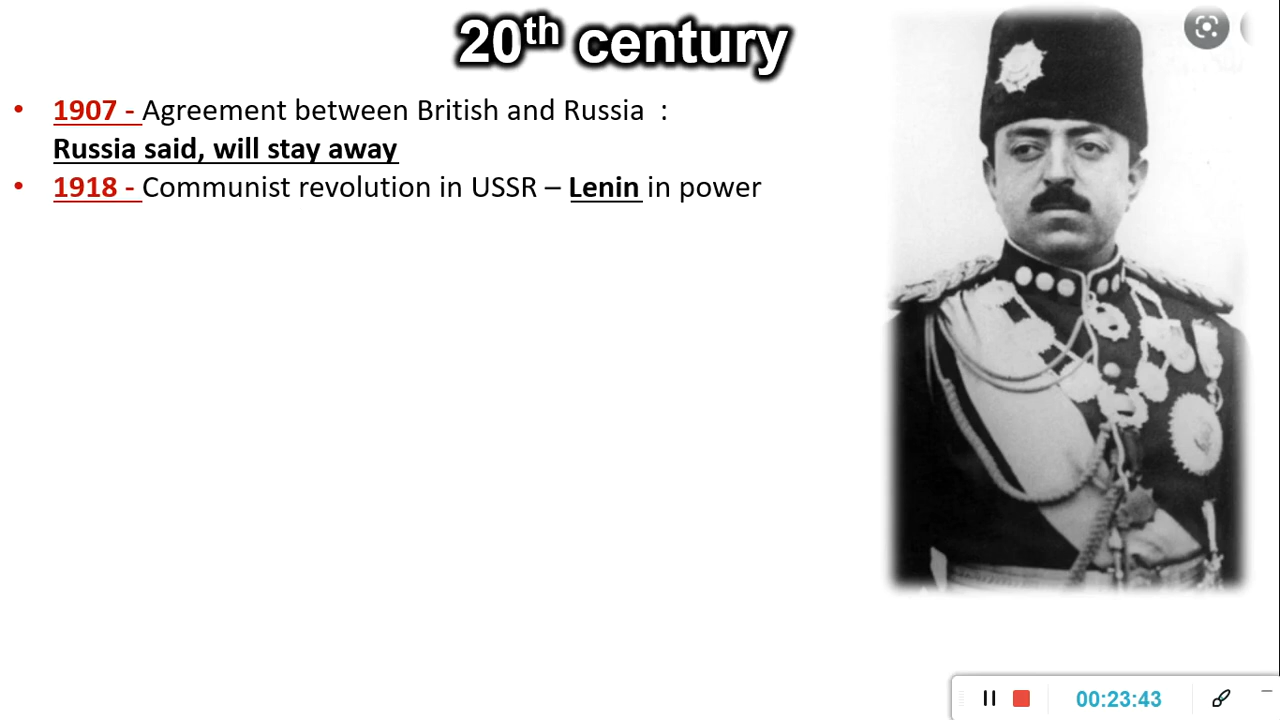 20th century
• 1907 - Agreement between British and Russia :
Russia said, will stay away
• 1918 - Communist revolution in USSR – Lenin in power
00:23:43